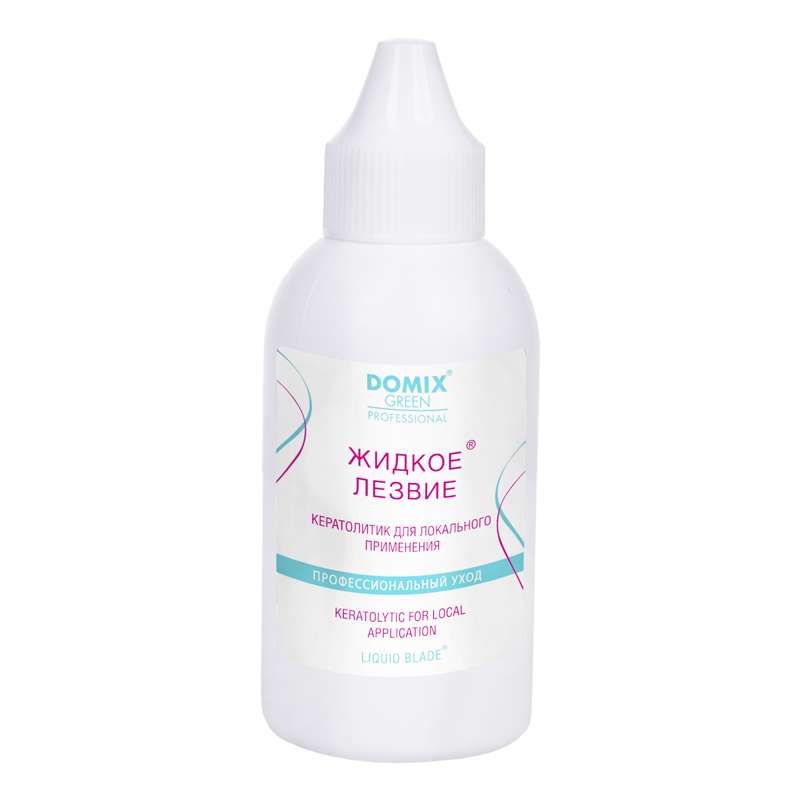 DOMIX®
GREEN
PROFESSIONAL
ЖИДКОЕ®
ЛЕЗВИЕ
КЕРАТОЛИТИК ДЛЯ ЛОКАЛЬНОГО
ПРИМЕНЕНИЯ
ПРОФЕССИОНАЛЬНЫЙ УХОД
KERATOLYTIC FOR LOCAL
APPLICATION
LIQUID BLADE®